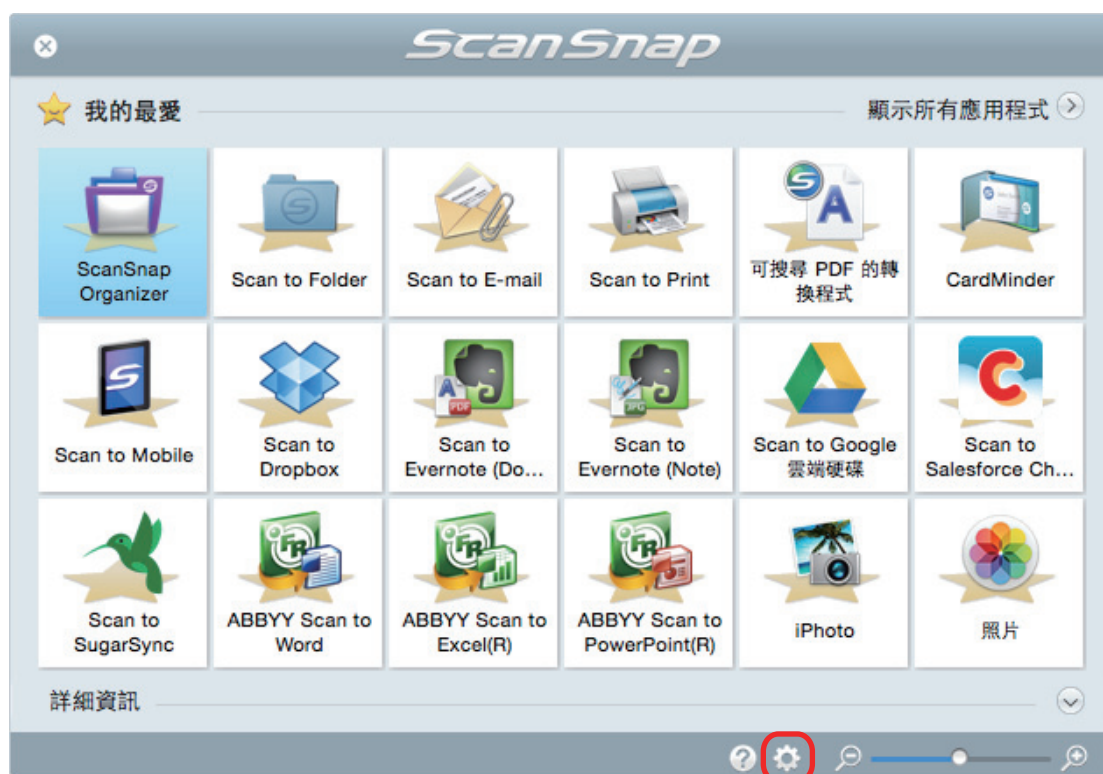 ScanSnap
我的最愛
顯示所有應用程式
ScanSnap
Organizer
Scan to Folder
Scan to E-mail
Scan to Print
可搜尋 PDF 的轉
換程式
CardMinder
Scan to Mobile
Scan to
Dropbox
Scan to
Evernote (Do...
Scan to
Evernote (Note)
Scan to Google
雲端硬碟
Scan to
Salesforce Ch...
Scan to
SugarSync
ABBYY Scan to
Word
ABBYY Scan to
Excel(R)
ABBYY Scan to
PowerPoint(R)
iPhoto
照片
詳細資訊